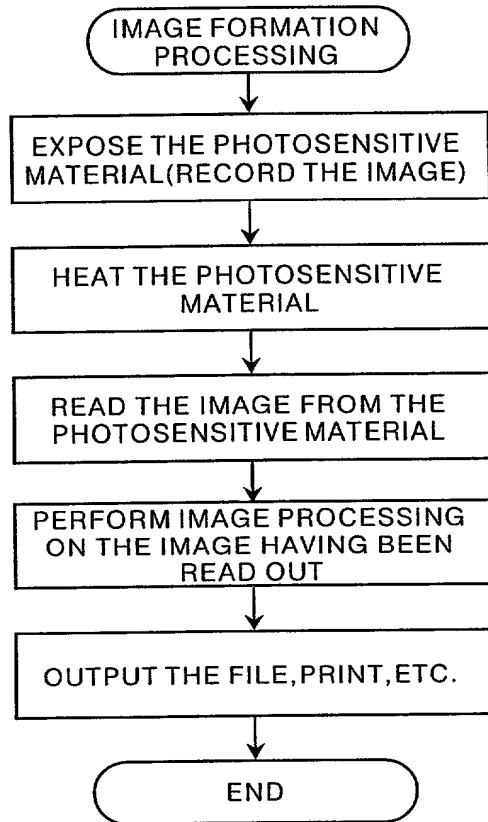 IMAGE FORMATION
PROCESSING
EXPOSE THE PHOTOSENSITIVE
MATERIAL(RECORD THE IMAGE)
HEAT THE PHOTOSENSITIVE
MATERIAL
READ THE IMAGE FROM THE
PHOTOSENSITIVE MATERIAL
PERFORM IMAGE PROCESSING
ON THE IMAGE HAVING BEEN
READ OUT
OUTPUT THE FILE,PRINT,ETC.
END